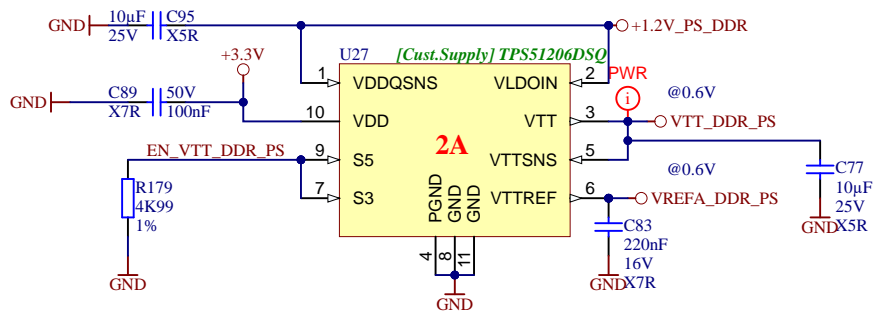 10µF C95
GND
25V X5R
+1.2V_PS_DDR
+3.3V
U27 [Cust.Supply] TPS51206DSQ
1 VDDQSNS VLDOIN 2
PWR
i
@0.6V
C89 50V
GND
X7R 100nF
10 VDD VTT 3
VTT_DDR_PS
2A
EN_VTT_DDR_PS
9 S5 VTTSNS 5
@0.6V
C77
10µF
25V
X5R
GND
R179
4K99
1%
GND
7 S3 VTTREF 6
VREFA_DDR_PS
PGND
GND
GND
4
8
11
GND
C83
220nF
16V
X7R
GND